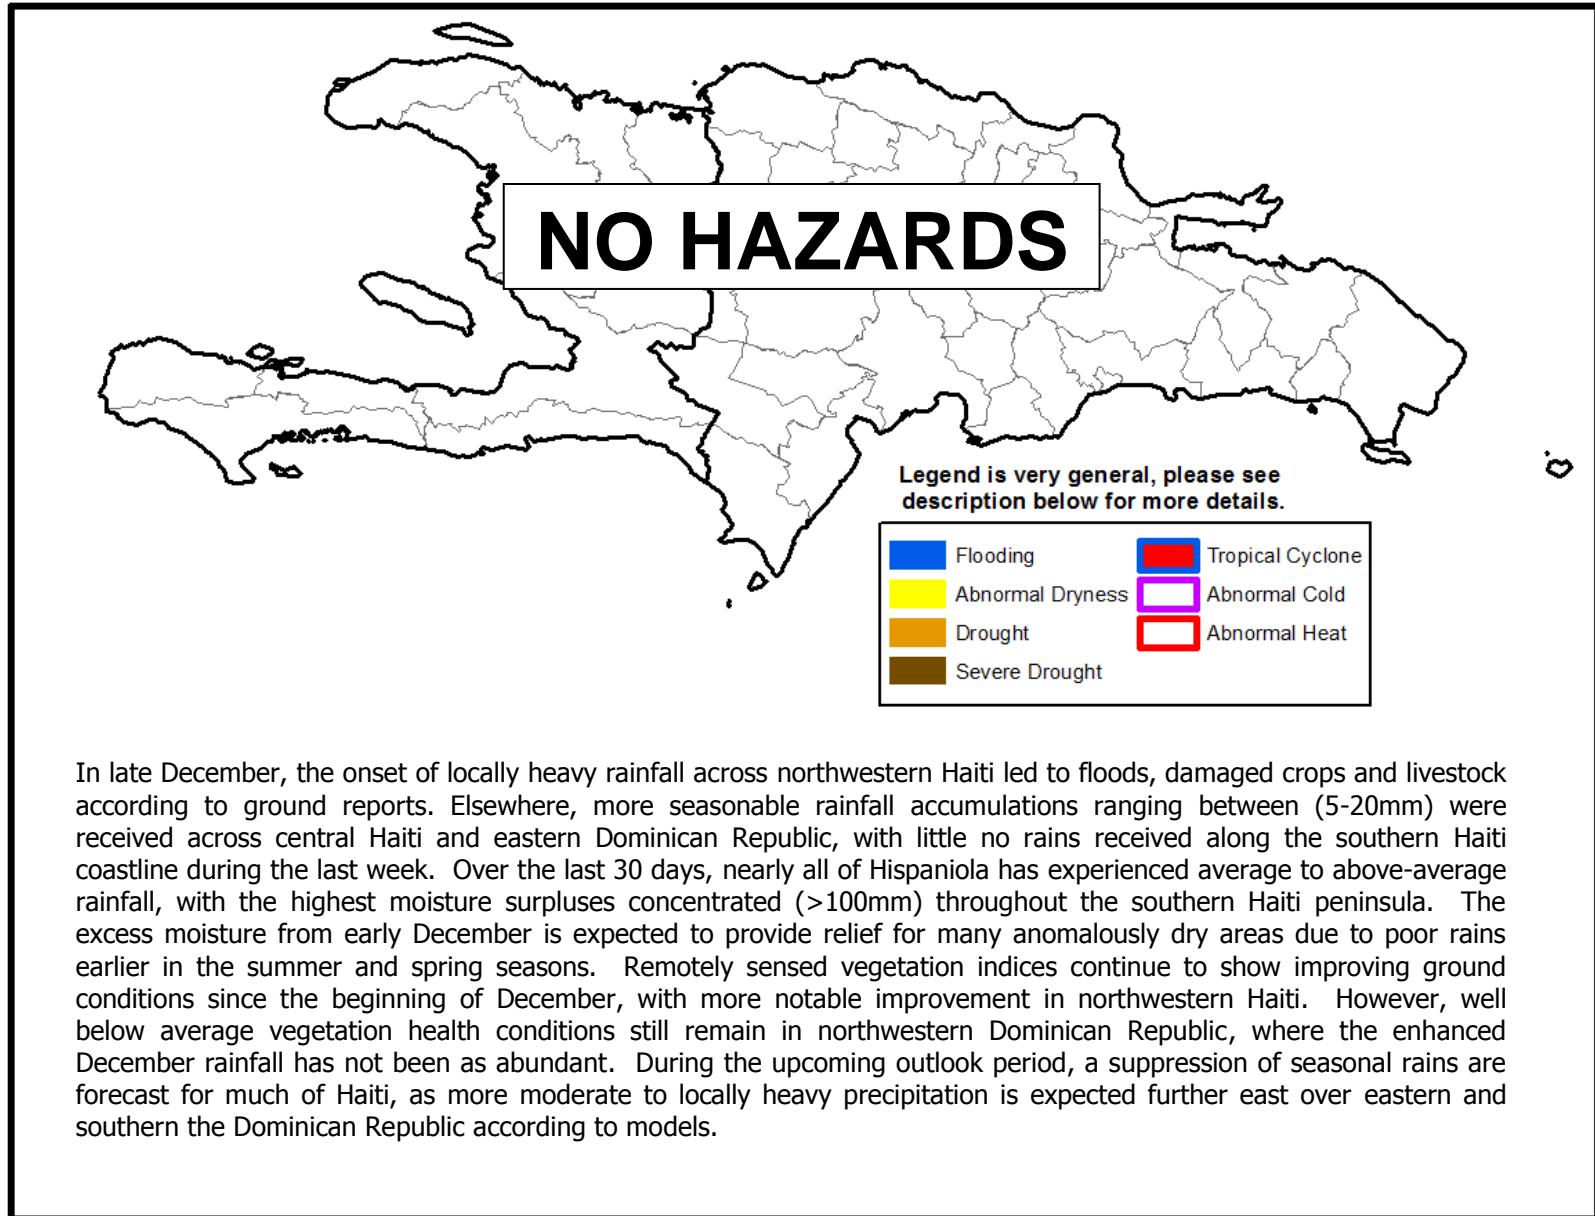 NO HAZARDS
Legend is very general, please see
description below for more details.
Flooding
Tropical Cyclone
Abnormal Dryness
Abnormal Cold
Drought
Abnormal Heat
Severe Drought
In late December, the onset of locally heavy rainfall across northwestern Haiti led to floods, damaged crops and livestock
according to ground reports. Elsewhere, more seasonable rainfall accumulations ranging between (5-20mm) were
received across central Haiti and eastern Dominican Republic, with little no rains received along the southern Haiti
coastline during the last week. Over the last 30 days, nearly all of Hispaniola has experienced average to above-average
rainfall, with the highest moisture surpluses concentrated (>100mm) throughout the southern Haiti peninsula. The
excess moisture from early December is expected to provide relief for many anomalously dry areas due to poor rains
earlier in the summer and spring seasons. Remotely sensed vegetation indices continue to show improving ground
conditions since the beginning of December, with more notable improvement in northwestern Haiti. However, well
below average vegetation health conditions still remain in northwestern Dominican Republic, where the enhanced
December rainfall has not been as abundant. During the upcoming outlook period, a suppression of seasonal rains are
forecast for much of Haiti, as more moderate to locally heavy precipitation is expected further east over eastern and
southern the Dominican Republic according to models.